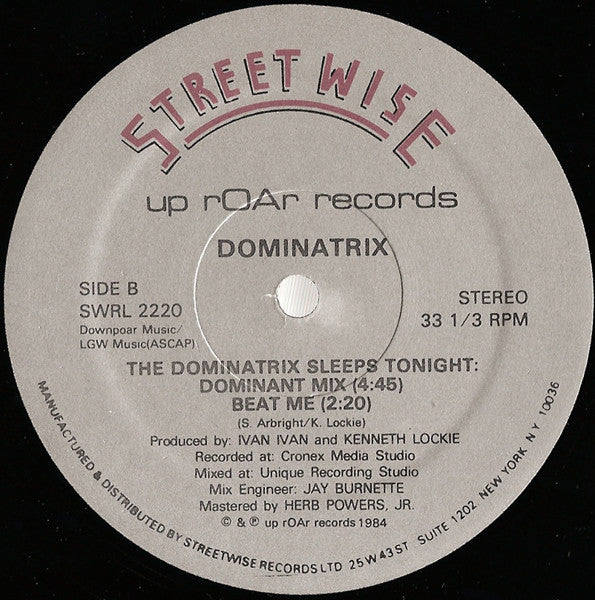 STREETWISE
up rOAr records
DOMINATRIX
SIDE B
SWRL 2220
Downpoar Music/
LGW Music(ASCAP)
STEREO
33 1/3 RPM
THE DOMINATRIX SLEEPS TONIGHT:
DOMINANT MIX (4:45)
BEAT ME (2:20)
(S. Arbright/K. Lockie)
Produced by: IVAN IVAN and KENNETH LOCKIE
Recorded at: Cronex Media Studio
Mixed at: Unique Recording Studio
Mix Engineer: JAY BURNETTE
Mastered by: HERB POWERS, JR.
© & ℗ up rOAr records 1984
MANUFACTURED & DISTRIBUTED BY STREETWISE RECORDS LTD 25 W 43 ST SUITE 1202 NEW YORK NY 10036